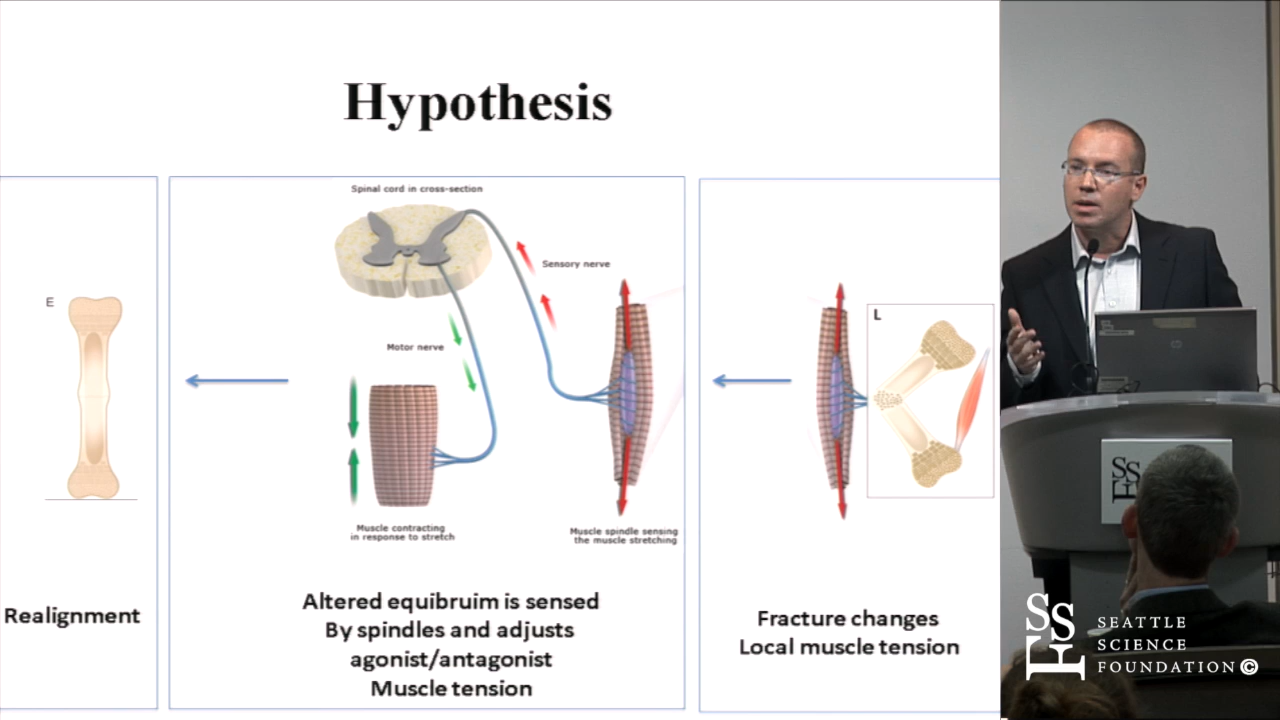 Hypothesis
E
Realignment
Spinal cord in cross-section
Sensory nerve
Motor nerve
Muscle contracting
in response to stretch
Muscle spindle sensing
the muscle stretching
Altered equibruim is sensed
By spindles and adjusts
agonist/antagonist
Muscle tension
L
Fracture changes
Local muscle tension
hp
SSF
SSF
SEATTLE
SCIENCE
FOUNDATION©